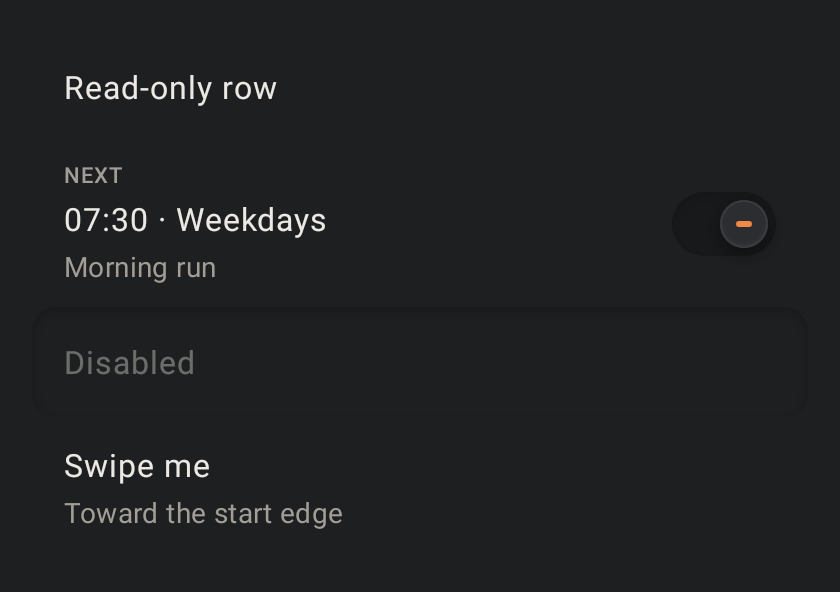 Read-only row
NEXT
07:30 · Weekdays
Morning run
Disabled
Swipe me
Toward the start edge